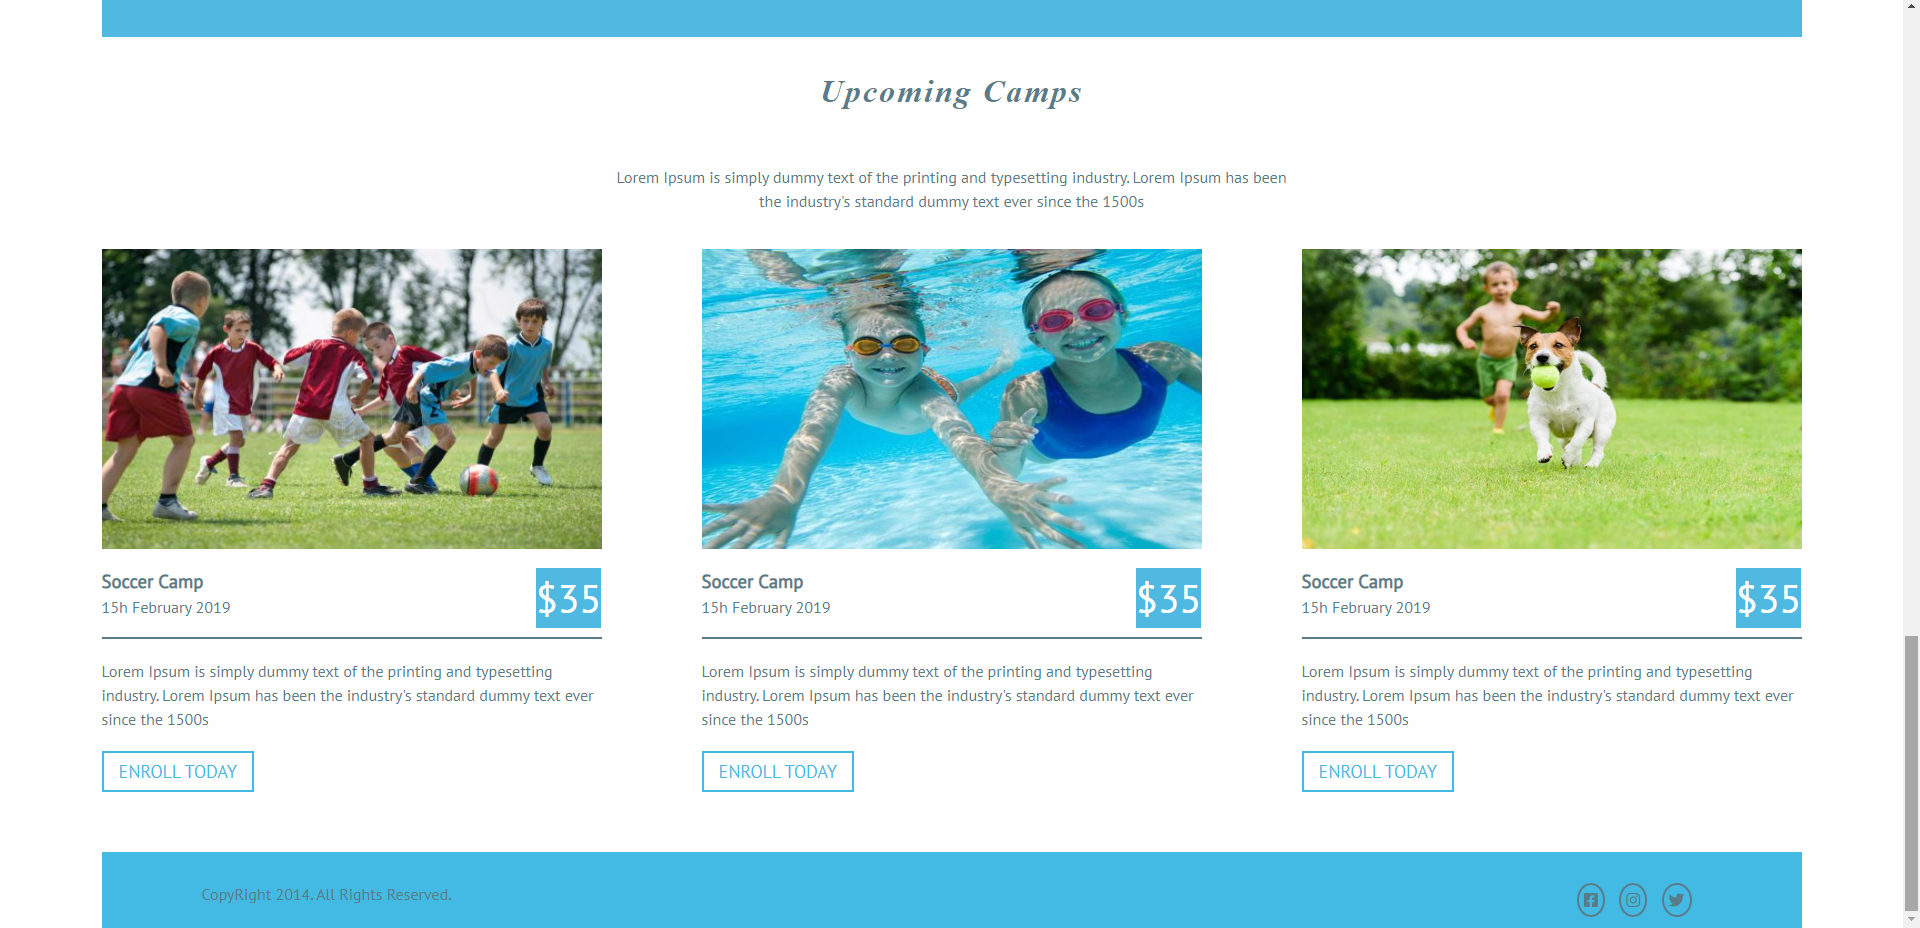 Upcoming Camps
Lorem Ipsum is simply dummy text of the printing and typesetting industry. Lorem Ipsum has been
the industry's standard dummy text ever since the 1500s
Soccer Camp
15h February 2019
$35
Lorem Ipsum is simply dummy text of the printing and typesetting
industry. Lorem Ipsum has been the industry's standard dummy text ever
since the 1500s
ENROLL TODAY
Soccer Camp
15h February 2019
$35
Lorem Ipsum is simply dummy text of the printing and typesetting
industry. Lorem Ipsum has been the industry's standard dummy text ever
since the 1500s
ENROLL TODAY
Soccer Camp
15h February 2019
$35
Lorem Ipsum is simply dummy text of the printing and typesetting
industry. Lorem Ipsum has been the industry's standard dummy text ever
since the 1500s
ENROLL TODAY
CopyRight 2014. All Rights Reserved.